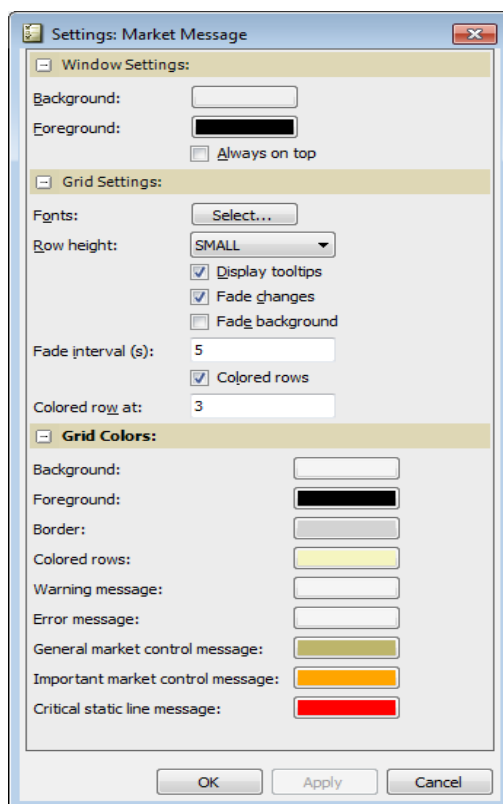 Settings: Market Message
Window Settings:
Background:
Foreground:
Always on top
Grid Settings:
Fonts: Select...
Row height: SMALL
Display tooltips
Fade changes
Fade background
Fade interval (s): 5
Colored rows
Colored row at: 3
Grid Colors:
Background:
Foreground:
Border:
Colored rows:
Warning message:
Error message:
General market control message:
Important market control message:
Critical static line message:
OK Apply Cancel